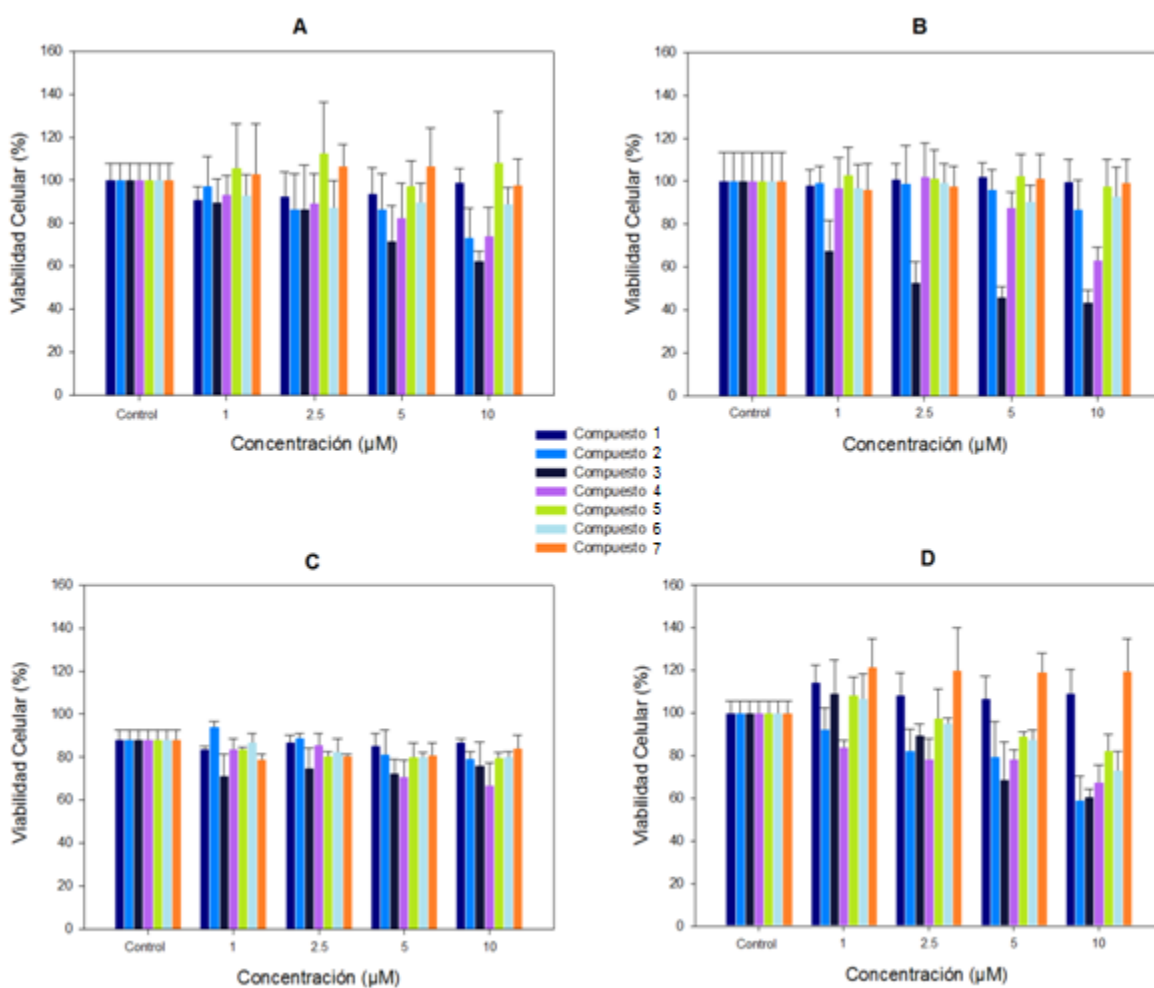 A
Viabilidad Celular (%)
160
140
120
100
80
60
40
20
0
Control 1 2.5 5 10
Concentración (µM)
B
Viabilidad Celular (%)
160
140
120
100
80
60
40
20
0
Control 1 2.5 5 10
Concentración (µM)
Compuesto 1
Compuesto 2
Compuesto 3
Compuesto 4
Compuesto 5
Compuesto 6
Compuesto 7
C
Viabilidad Celular (%)
160
140
120
100
80
60
40
20
0
Control 1 2.5 5 10
Concentración (µM)
D
Viabilidad Celular (%)
160
140
120
100
80
60
40
20
0
Control 1 2.5 5 10
Concentración (µM)